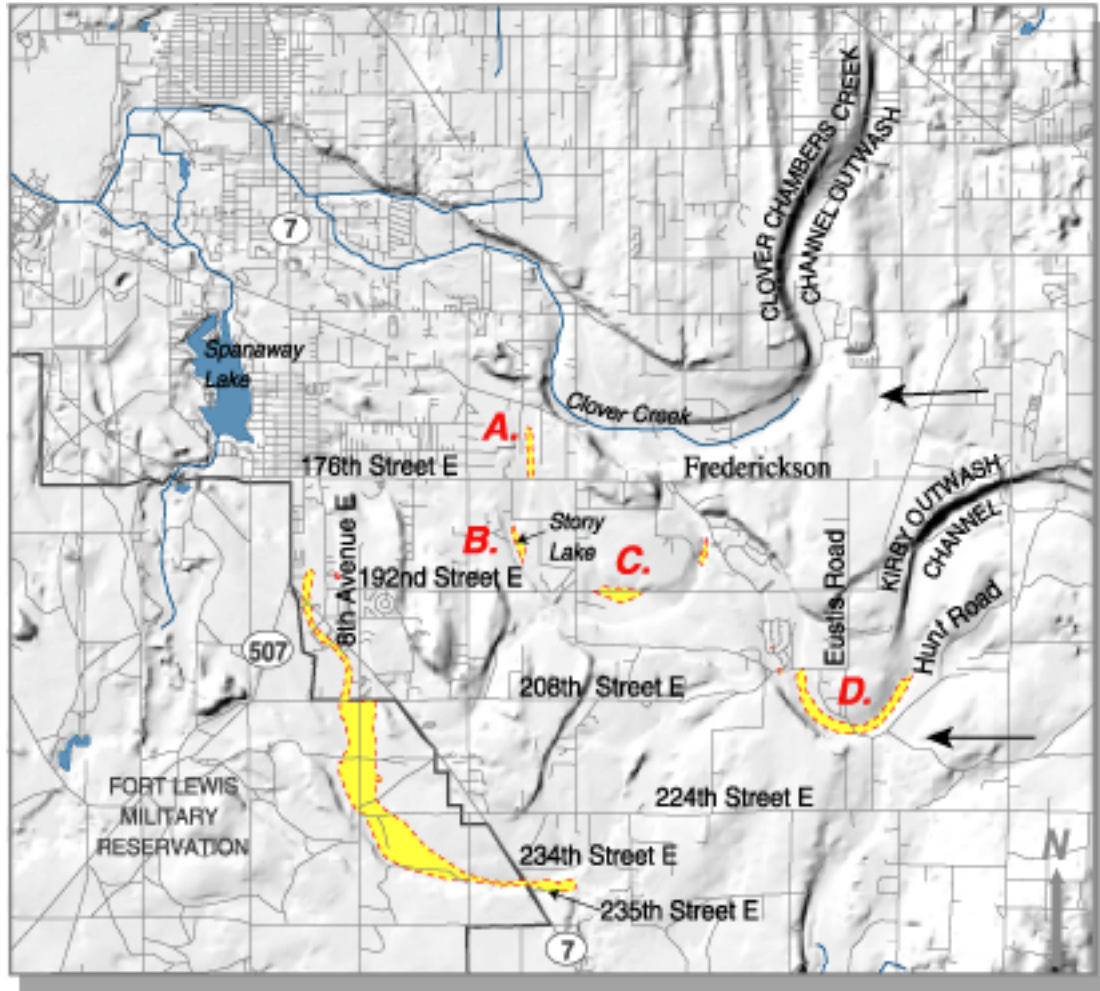 CLOVER CHAMBERS CREEK
CHANNEL OUTWASH
7
Spanaway
Lake
Clover Creek
A.
176th Street E
Frederickson
KIRBY OUTWASH
CHANNEL
B.
Stony
Lake
C.
8th Avenue E
192nd Street E
Eustis Road
Hunt Road
507
208th Street E
D.
FORT LEWIS
MILITARY
RESERVATION
224th Street E
234th Street E
235th Street E
7
N